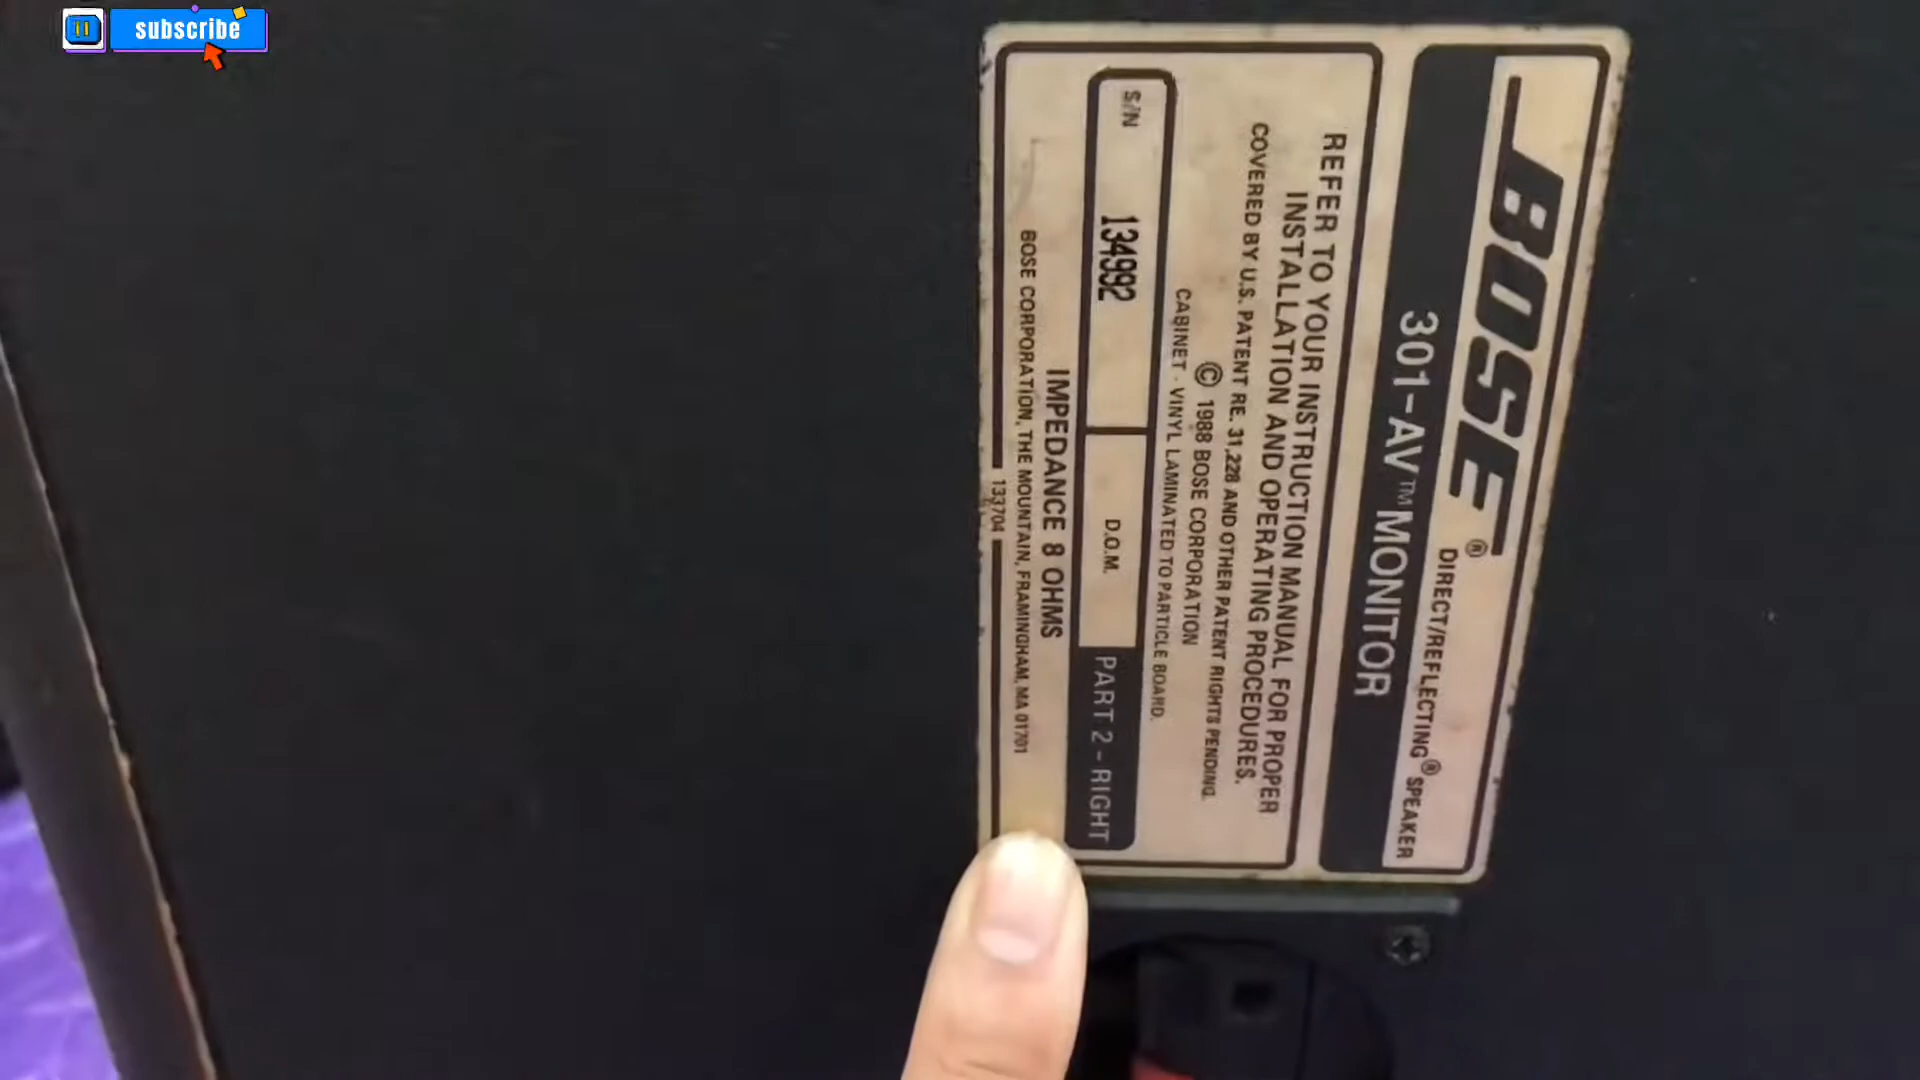 subscribe
BOSE®
DIRECT/REFLECTING® SPEAKER
301-AV™ MONITOR
REFER TO YOUR INSTRUCTION MANUAL FOR PROPER
INSTALLATION AND OPERATING PROCEDURES.
COVERED BY U.S. PATENT RE. 31,228 AND OTHER PATENT RIGHTS PENDING.
© 1988 BOSE CORPORATION
CABINET - VINYL LAMINATED TO PARTICLE BOARD.
S/N 134992 D.O.M. PART 2 - RIGHT
IMPEDANCE 8 OHMS
BOSE CORPORATION, THE MOUNTAIN, FRAMINGHAM, MA 01701
133704